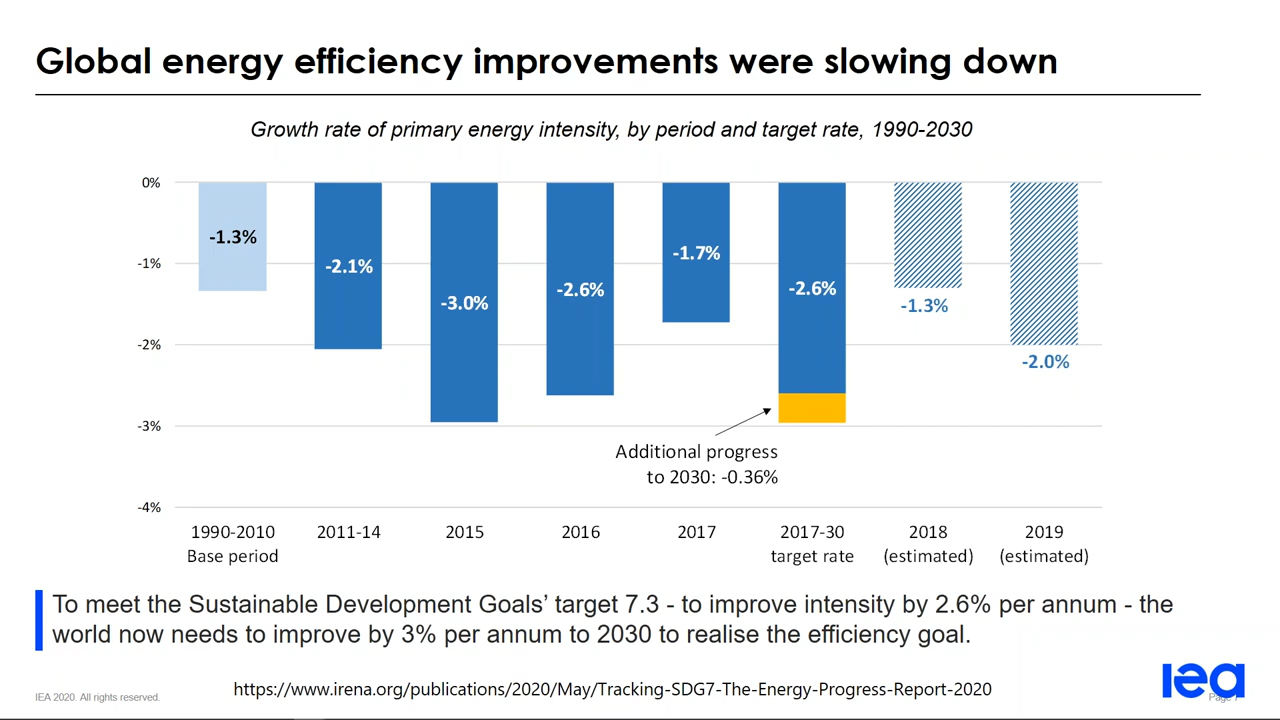 Global energy efficiency improvements were slowing down
Growth rate of primary energy intensity, by period and target rate, 1990-2030
0%
-1%
-2%
-3%
-4%
-1.3%
-2.1%
-3.0%
-2.6%
-1.7%
-2.6%
-1.3%
-2.0%
Additional progress
to 2030: -0.36%
1990-2010
Base period
2011-14
2015
2016
2017
2017-30
target rate
2018
(estimated)
2019
(estimated)
To meet the Sustainable Development Goals’ target 7.3 - to improve intensity by 2.6% per annum - the
world now needs to improve by 3% per annum to 2030 to realise the efficiency goal.
IEA 2020. All rights reserved.
https://www.irena.org/publications/2020/May/Tracking-SDG7-The-Energy-Progress-Report-2020
iea
Page